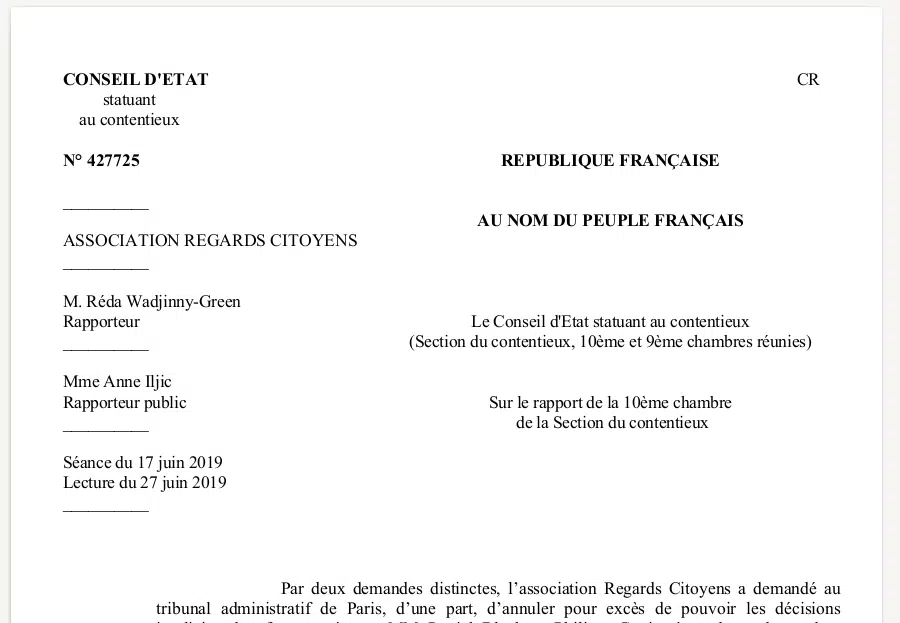 CONSEIL D'ETAT
CR
statuant
au contentieux
N° 427725
REPUBLIQUE FRANÇAISE
__________
AU NOM DU PEUPLE FRANÇAIS
ASSOCIATION REGARDS CITOYENS
__________
M. Réda Wadjinny-Green
Rapporteur
Le Conseil d'Etat statuant au contentieux
__________
(Section du contentieux, 10ème et 9ème chambres réunies)
Mme Anne Iljic
Rapporteur public
Sur le rapport de la 10ème chambre
__________
de la Section du contentieux
Séance du 17 juin 2019
Lecture du 27 juin 2019
__________
Par deux demandes distinctes, l’association Regards Citoyens a demandé au
tribunal administratif de Paris, d’une part, d’annuler pour excès de pouvoir les décisions